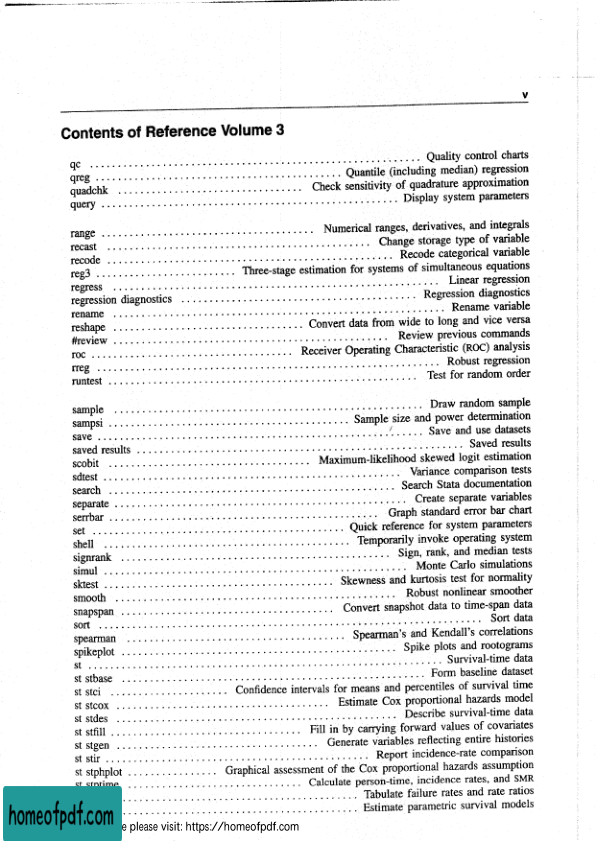 v
Contents of Reference Volume 3
qc ........ Quality control charts
qreg ........ Quantile (including median) regression
quadchk ........ Check sensitivity of quadrature approximation
query ........ Display system parameters
range ........ Numerical ranges, derivatives, and integrals
recast ........ Change storage type of variable
recode ........ Recode categorical variable
reg3 ........ Three-stage estimation for systems of simultaneous equations
regress ........ Linear regression
regression diagnostics ........ Regression diagnostics
rename ........ Rename variable
reshape ........ Convert data from wide to long and vice versa
#review ........ Review previous commands
roc ........ Receiver Operating Characteristic (ROC) analysis
rreg ........ Robust regression
runtest ........ Test for random order
sample ........ Draw random sample
sampsi ........ Sample size and power determination
save ........ Save and use datasets
saved results ........ Saved results
scobit ........ Maximum-likelihood skewed logit estimation
sdtest ........ Variance comparison tests
search ........ Search Stata documentation
separate ........ Create separate variables
serrbar ........ Graph standard error bar chart
set ........ Quick reference for system parameters
shell ........ Temporarily invoke operating system
signrank ........ Sign, rank, and median tests
simul ........ Monte Carlo simulations
sktest ........ Skewness and kurtosis test for normality
smooth ........ Robust nonlinear smoother
snapspan ........ Convert snapshot data to time-span data
sort ........ Sort data
spearman ........ Spearman's and Kendall's correlations
spikeplot ........ Spike plots and rootograms
st ........ Survival-time data
st stbase ........ Form baseline dataset
st stci ........ Confidence intervals for means and percentiles of survival time
st stcox ........ Estimate Cox proportional hazards model
st stdes ........ Describe survival-time data
st stfill ........ Fill in by carrying forward values of covariates
st stgen ........ Generate variables reflecting entire histories
st stir ........ Report incidence-rate comparison
st stphplot ........ Graphical assessment of the Cox proportional hazards assumption
st stptime ........ Calculate person-time, incidence rates, and SMR
........ Tabulate failure rates and rate ratios
........ Estimate parametric survival models
homeofpdf.com
please visit: https://homeofpdf.com